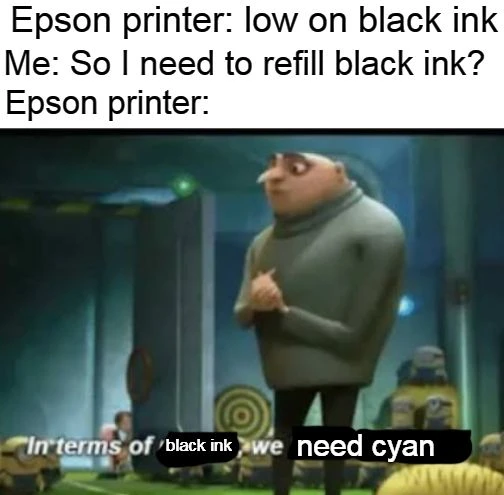 Epson printer: low on black ink
Me: So I need to refill black ink?
Epson printer:
In terms of black ink, we need cyan